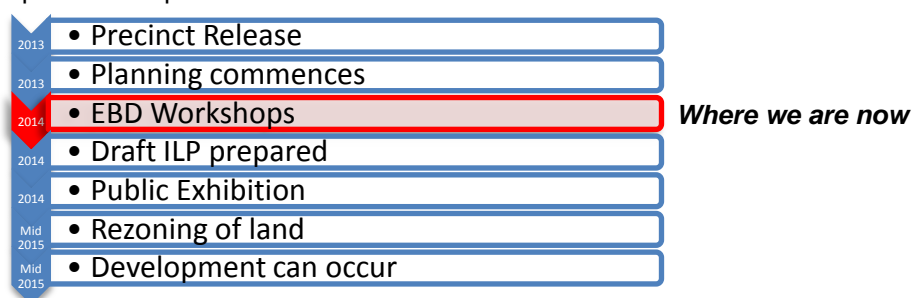 2013 • Precinct Release
2013 • Planning commences
2014 • EBD Workshops Where we are now
2014 • Draft ILP prepared
2014 • Public Exhibition
Mid 2015 • Rezoning of land
Mid 2015 • Development can occur